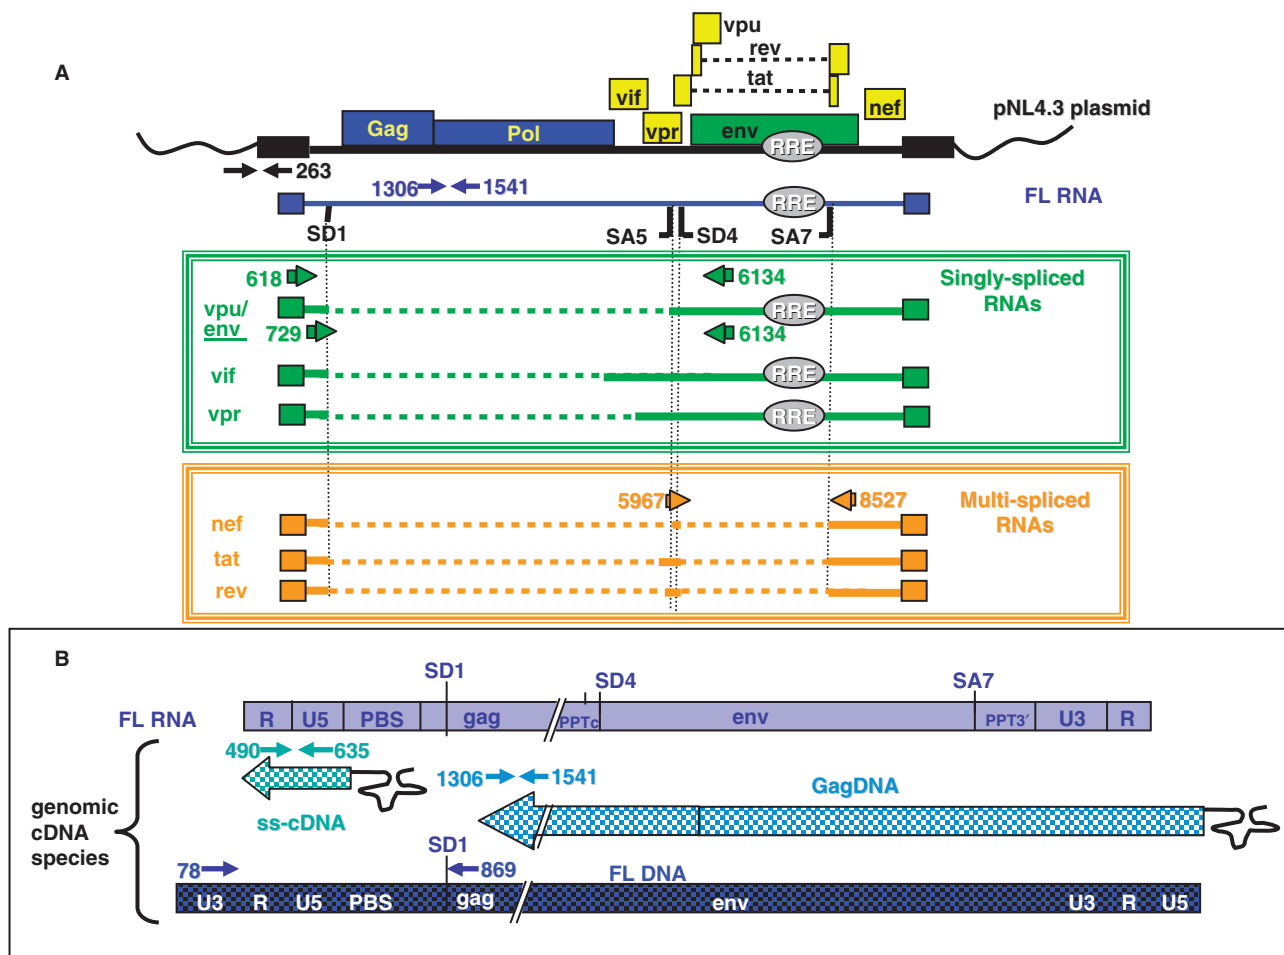 A
vpu
rev
tat
vif
nef
pNL4.3 plasmid
Gag
Pol
vpr
env
RRE
263
1306
1541
FL RNA
RRE
SD1
SA5
SD4
SA7
618
6134
Singly-spliced
RNAs
vpu/
env
RRE
729
6134
vif
RRE
vpr
RRE
5967
8527
Multi-spliced
RNAs
nef
tat
rev
B
SD1
SD4
SA7
FL RNA
R
U5
PBS
gag
PPTc
env
PPT3′
U3
R
490
635
1306
1541
GagDNA
genomic
cDNA
species
ss-cDNA
SD1
78
869
FL DNA
U3
R
U5
PBS
gag
env
U3
R
U5